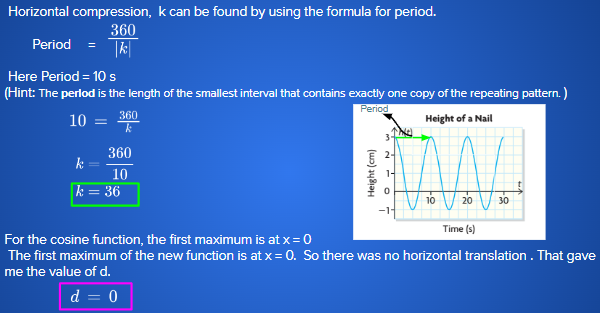 Horizontal compression, k can be found by using the formula for period.
Period = 360 / |k|
Here Period = 10 s
(Hint: The period is the length of the smallest interval that contains exactly one copy of the repeating pattern. )
10 = 360 / k
k = 360 / 10
k = 36
Period
Height of a Nail
h(t)
3
2
1
0
-1
10 20 30
t
Height (cm)
Time (s)
For the cosine function, the first maximum is at x = 0
The first maximum of the new function is at x = 0. So there was no horizontal translation . That gave
me the value of d.
d = 0